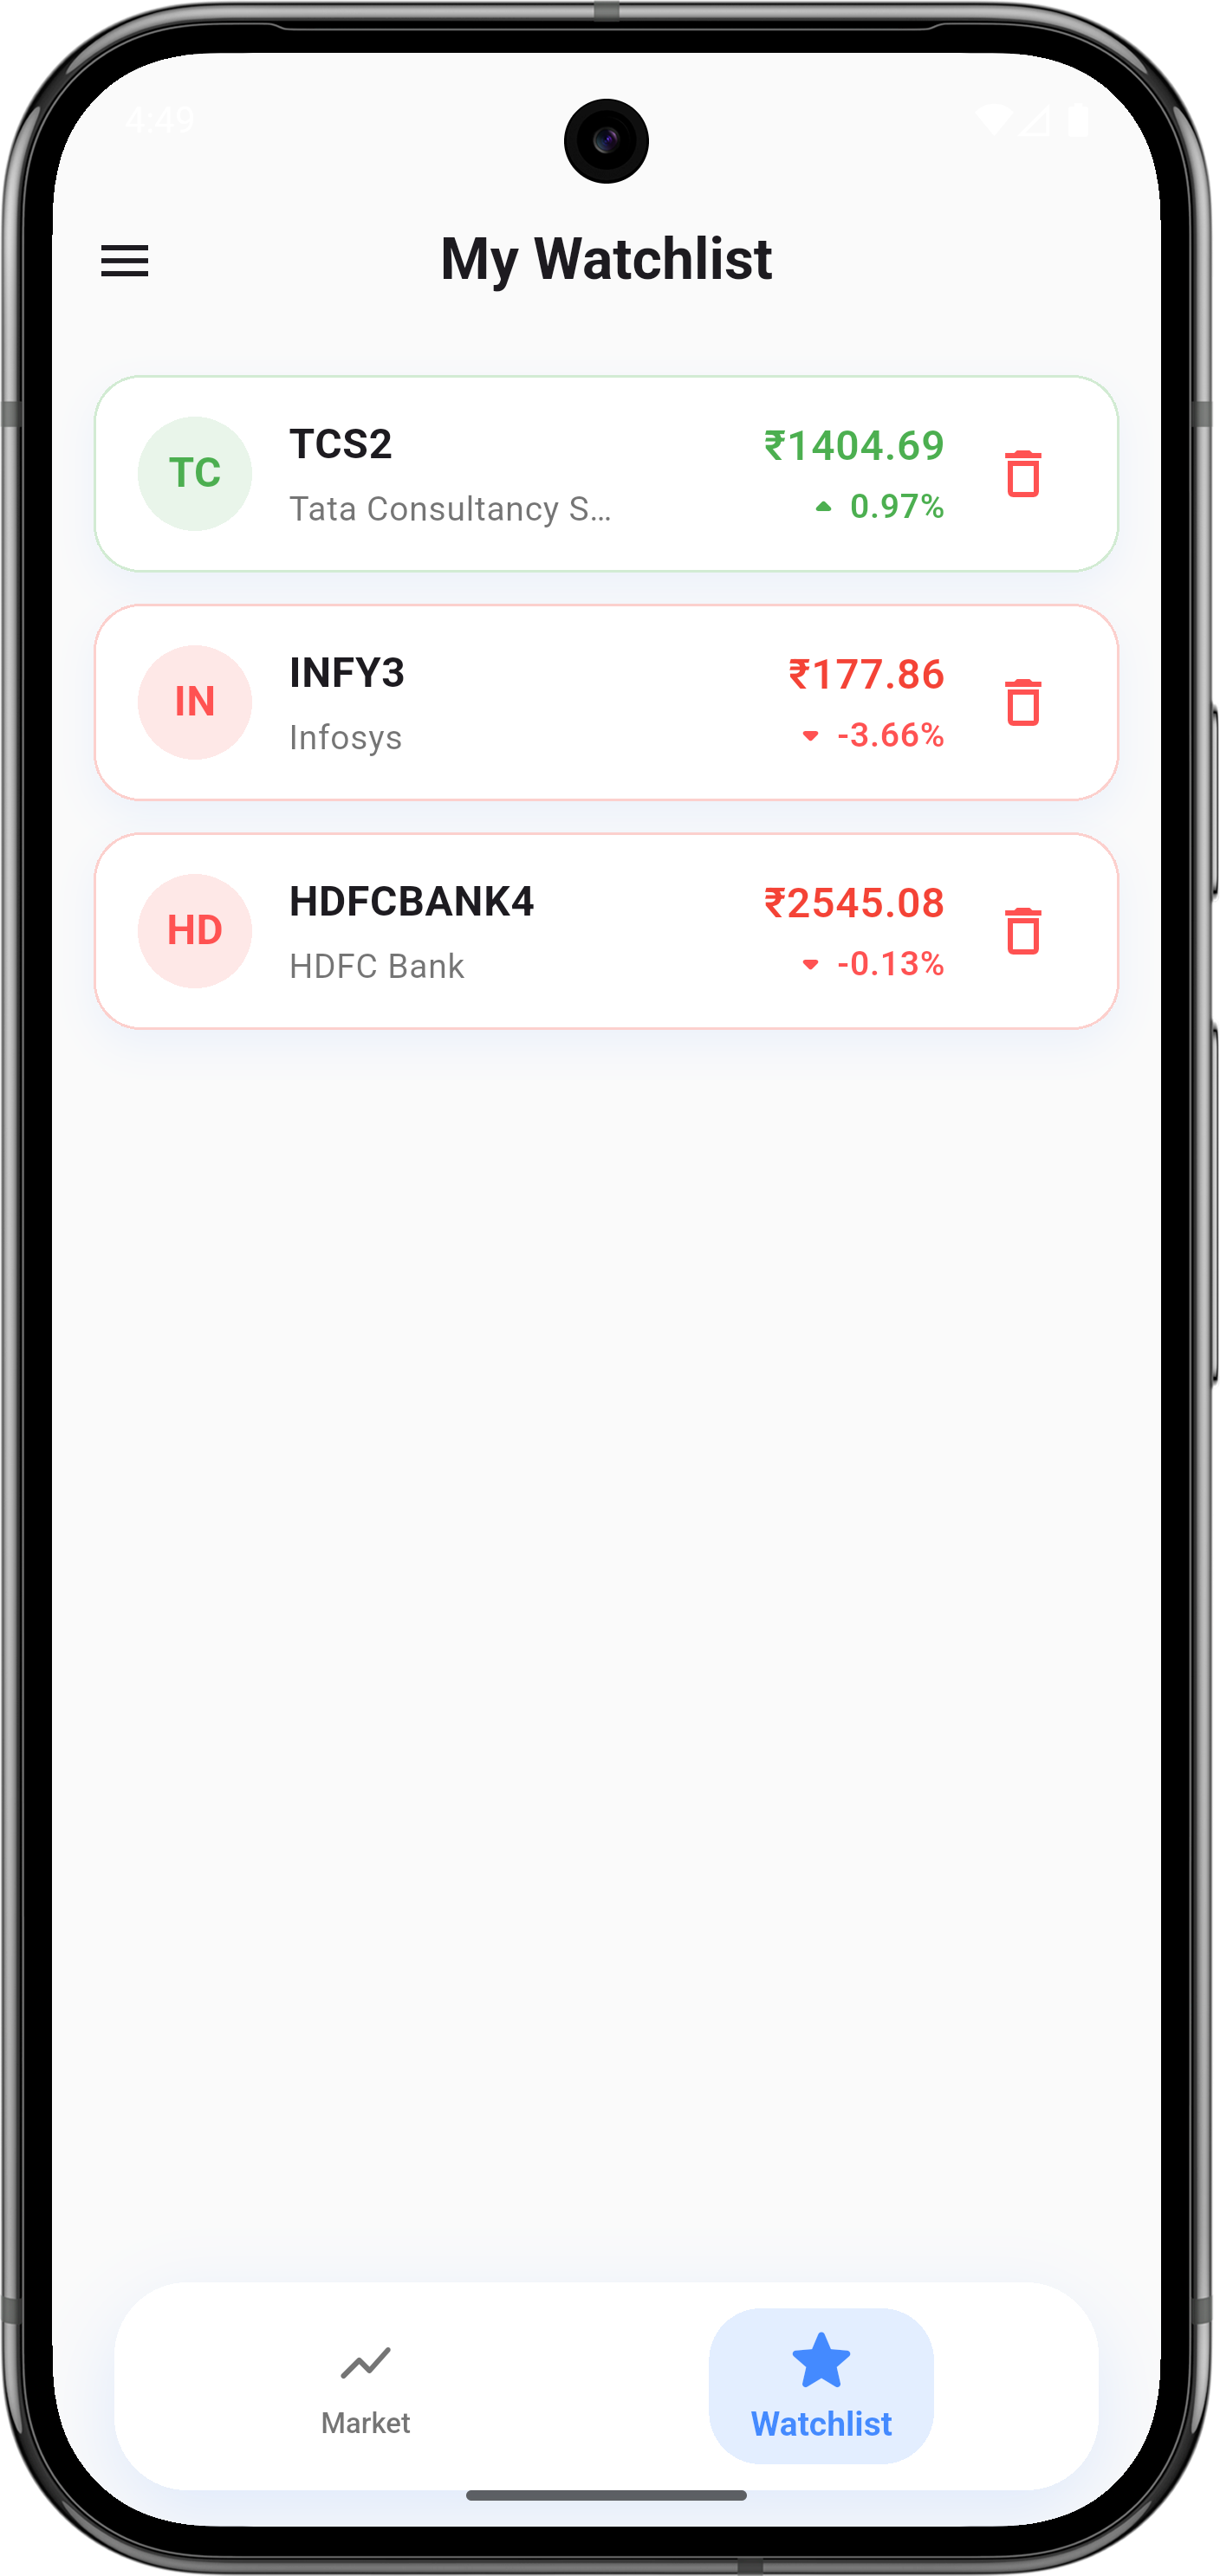 4:49
My Watchlist
TC
TCS2
Tata Consultancy S...
₹1404.69
0.97%
IN
INFY3
Infosys
₹177.86
-3.66%
HD
HDFCBANK4
HDFC Bank
₹2545.08
-0.13%
Market
Watchlist